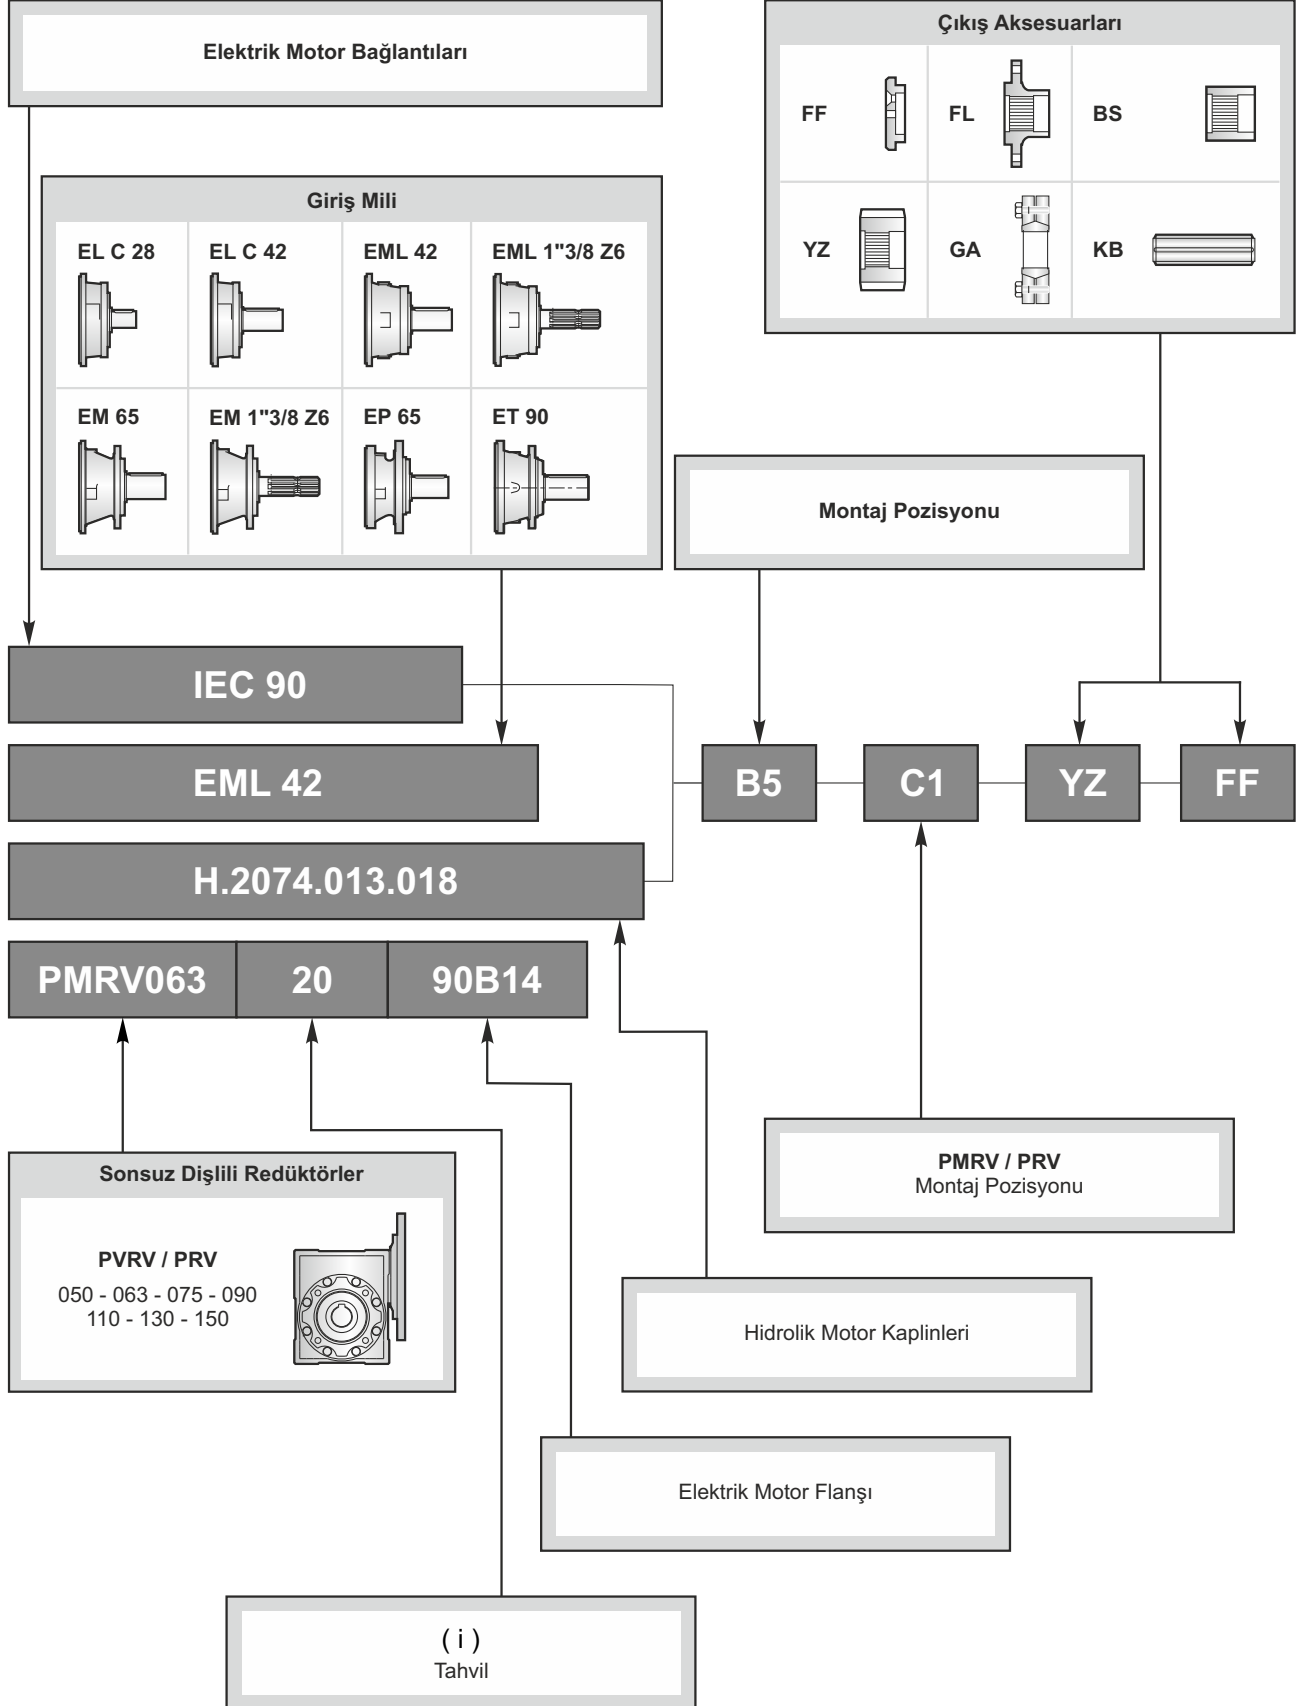 Elektrik Motor Bağlantıları
Çıkış Aksesuarları
FF
FL
BS
YZ
GA
KB
Giriş Mili
EL C 28
EL C 42
EML 42
EML 1"3/8 Z6
EM 65
EM 1"3/8 Z6
EP 65
ET 90
Montaj Pozisyonu
IEC 90
EML 42
H.2074.013.018
PMRV063
20
90B14
B5
C1
YZ
FF
PMRV / PRV
Montaj Pozisyonu
Sonsuz Dişlili Redüktörler
PVRV / PRV
050 - 063 - 075 - 090
110 - 130 - 150
Hidrolik Motor Kaplinleri
Elektrik Motor Flanşı
( i )
Tahvil